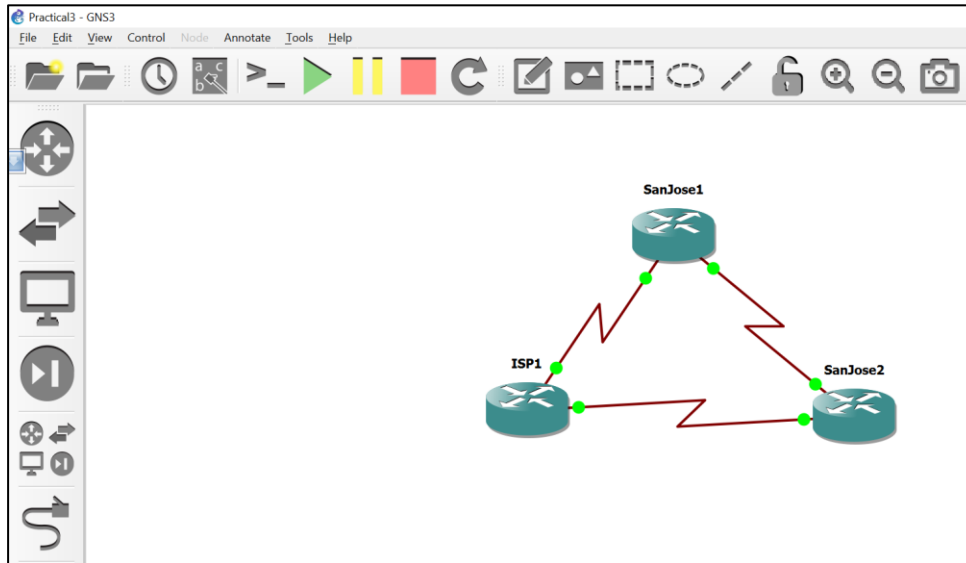 Practical3 - GNS3
File Edit View Control Node Annotate Tools Help
a c
b
>_
SanJose1
ISP1
SanJose2